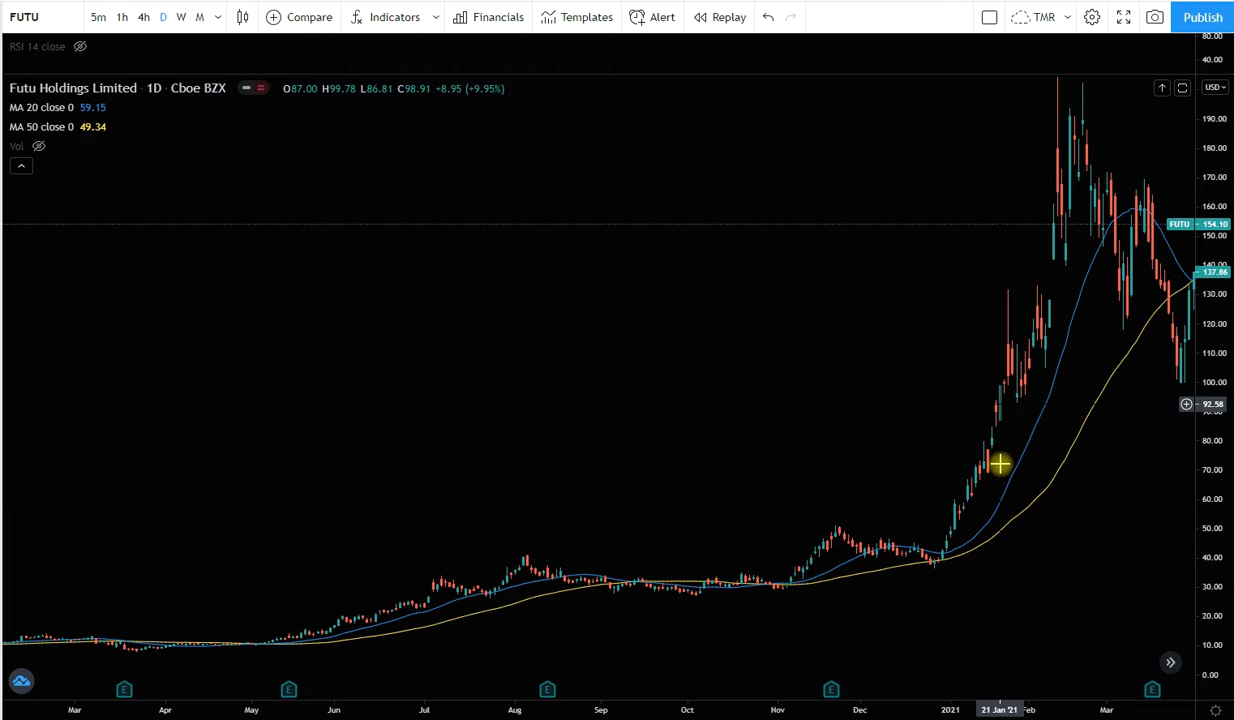 FUTU 5m 1h 4h D W M Compare Indicators Financials Templates Alert Replay TMR Publish
RSI 14 close
80.00
40.00
Futu Holdings Limited · 1D · Cboe BZX O87.00 H99.78 L86.81 C98.91 +8.95 (+9.95%) USD
MA 20 close 0 59.15
MA 50 close 0 49.34
Vol
190.00
180.00
170.00
160.00
FUTU 154.10
150.00
140.00
137.86
130.00
120.00
110.00
100.00
92.58
90.00
80.00
70.00
60.00
50.00
40.00
30.00
20.00
10.00
0.00
E E E E E
Mar Apr May Jun Jul Aug Sep Oct Nov Dec 2021 21 Jan '21 Feb Mar